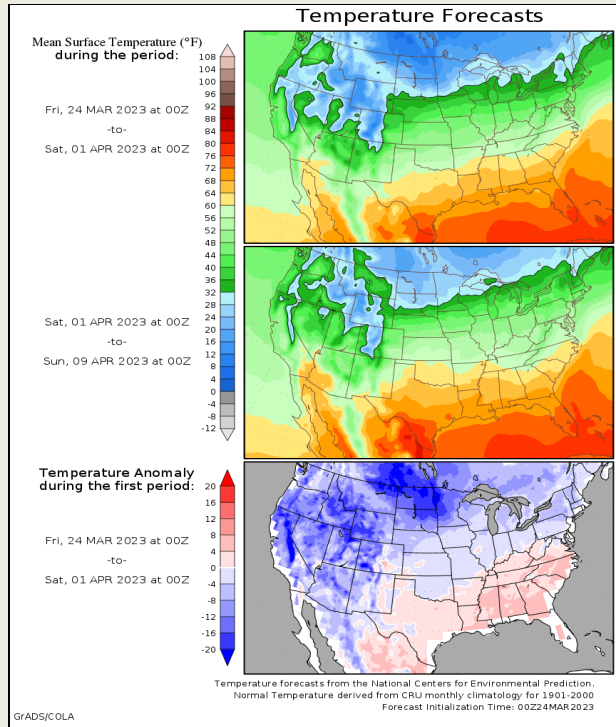 Temperature Forecasts
Mean Surface Temperature (°F)
during the period:
Fri, 24 MAR 2023 at 00Z
-to-
Sat, 01 APR 2023 at 00Z
108
104
100
96
92
88
84
80
76
72
68
64
60
56
52
48
44
40
36
32
28
24
20
16
12
8
4
0
-4
-8
-12
Sat, 01 APR 2023 at 00Z
-to-
Sun, 09 APR 2023 at 00Z
Temperature Anomaly
during the first period:
Fri, 24 MAR 2023 at 00Z
-to-
Sat, 01 APR 2023 at 00Z
20
16
12
8
4
0
-4
-8
-12
-16
-20
Temperature forecasts from the National Centers for Environmental Prediction.
Normal Temperature derived from CRU monthly climatology for 1901-2000
Forecast Initialization Time: 00Z24MAR2023
GrADS/COLA